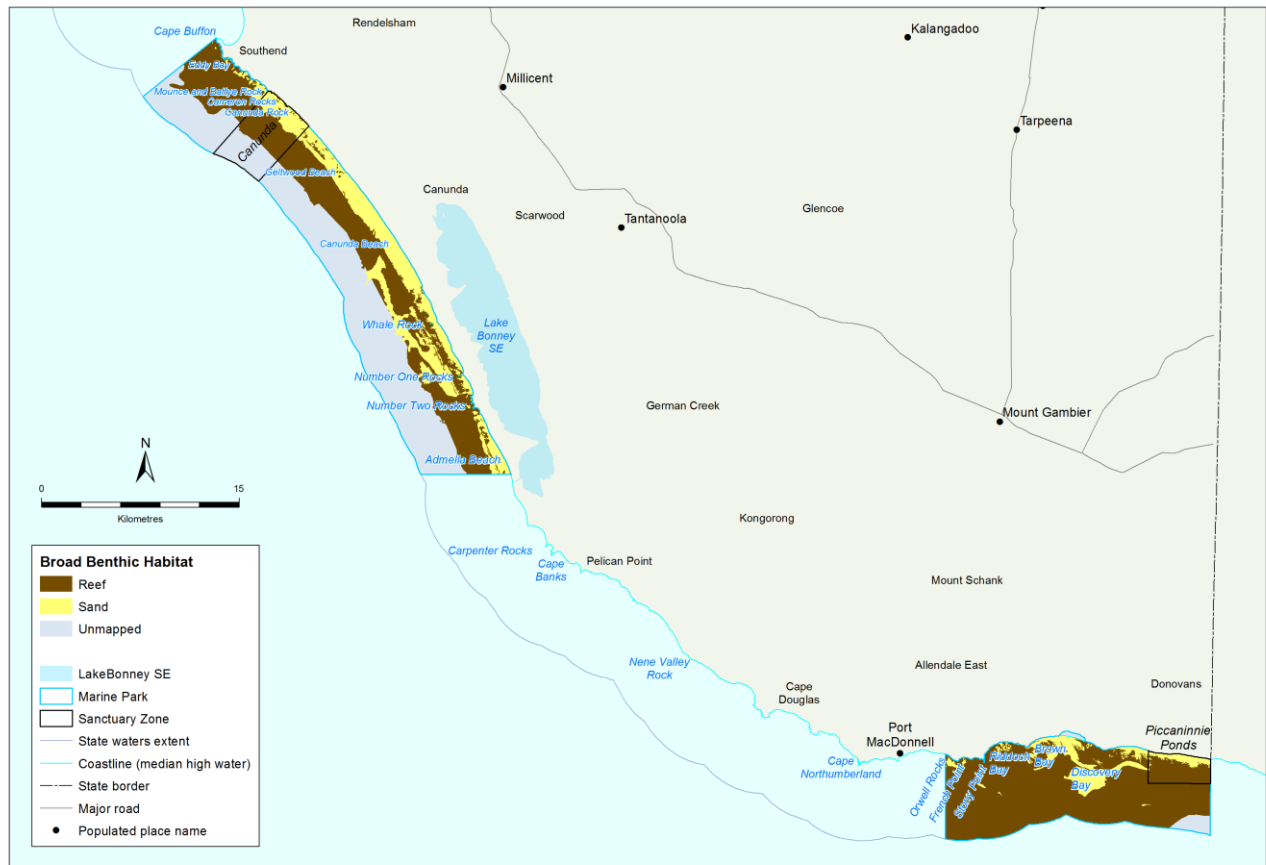 Rendelsham
Cape Buffon
Kalangadoo
Southend
Eddy Bay
Millicent
Mounce and Battye Rock
Cameron Rocks
Canunda Rock
Tarpeena
Canunda
Geltwood Beach
Canunda
Scarwood
Glencoe
Tantanoola
Canunda Beach
Whale Rock
Lake
Bonney
SE
Number One Rocks
Number Two Rocks
German Creek
Mount Gambier
N
Admella Beach
0
15
Kilometres
Kongorong
Carpenter Rocks
Cape
Banks
Pelican Point
Mount Schank
Nene Valley
Rock
Allendale East
Cape
Douglas
Donovans
Port
MacDonnell
Piccaninnie
Ponds
Cape
Northumberland
Orwell Rocks
French Point
Stony Point
Riddoch
Bay
Brown
Bay
Discovery
Bay
Broad Benthic Habitat
Reef
Sand
Unmapped
LakeBonney SE
Marine Park
Sanctuary Zone
State waters extent
Coastline (median high water)
State border
Major road
Populated place name